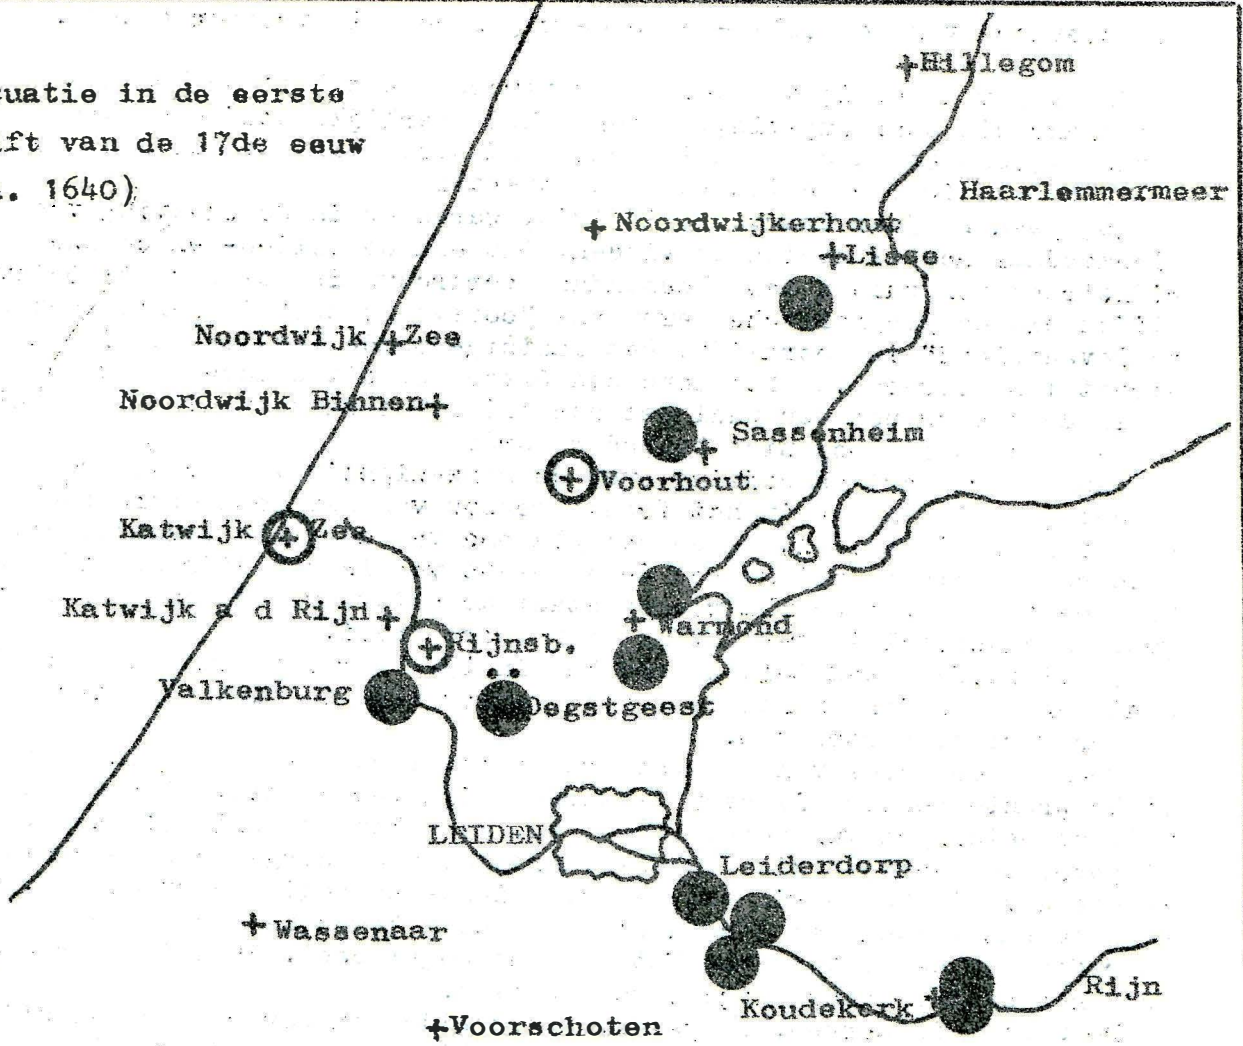 uatie in de eerste
ft van de 17de eeuw
. 1640)
Hillegom
Haarlemmermeer
Noordwijkerhout
Lisse
Noordwijk Zee
Noordwijk Binnen
Sassenheim
Voorhout
Katwijk Zee
Katwijk a d Rijn
Rijnsb.
Warmond
Valkenburg
Oegstgeest
LEIDEN
Leiderdorp
Wassenaar
Rijn
Koudekerk
Voorschoten